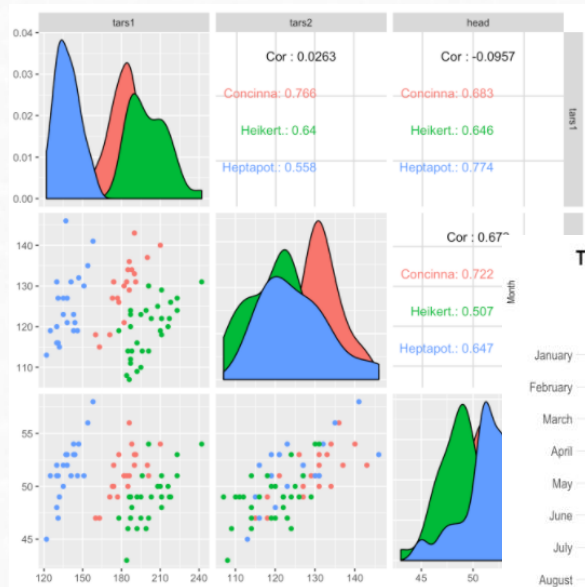 tars1 tars2 head
0.04
Cor : 0.0263 Cor : -0.0957
0.03
Concinna: 0.766 Concinna: 0.683
0.02
Heikert.: 0.64 Heikert.: 0.646
tars1
0.01
Heptapot.: 0.558 Heptapot.: 0.774
0.00
140
Cor : 0.67
130
Concinna: 0.722
Month
120
Heikert.: 0.507
110
Heptapot.: 0.647
T
January
February
March
April
May
June
July
August
55
50
45
120 150 180 210 240 110 120 130 140 45 50